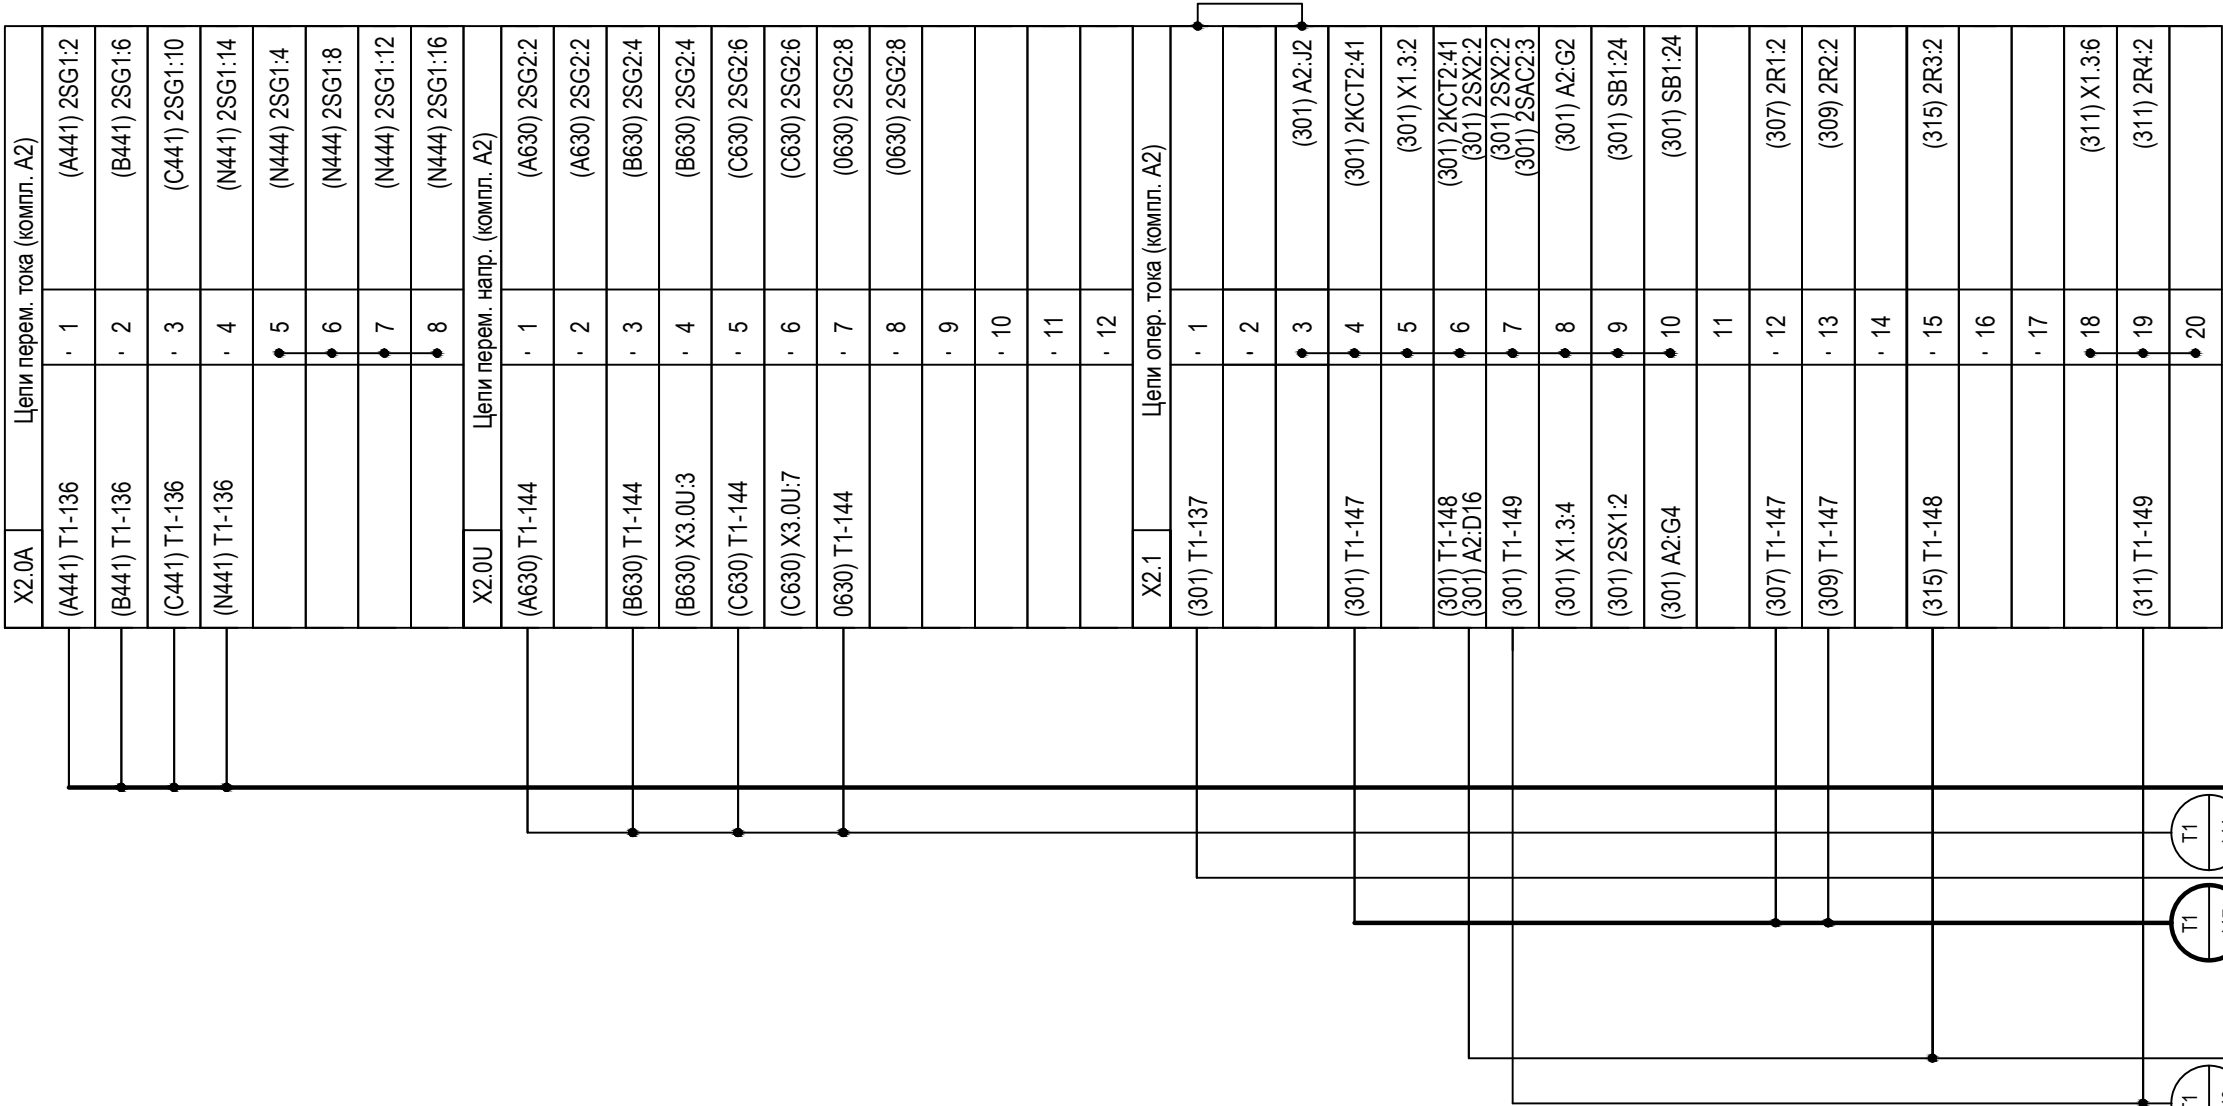 X2.0A Цепи перем. тока (компл. А2)
(A441) T1-136 - 1 (A441) 2SG1:2
(B441) T1-136 - 2 (B441) 2SG1:6
(C441) T1-136 - 3 (C441) 2SG1:10
(N441) T1-136 - 4 (N441) 2SG1:14
5 (N444) 2SG1:4
6 (N444) 2SG1:8
7 (N444) 2SG1:12
8 (N444) 2SG1:16
X2.0U Цепи перем. напр. (компл. А2)
(A630) T1-144 - 1 (A630) 2SG2:2
- 2 (A630) 2SG2:2
(B630) T1-144 - 3 (B630) 2SG2:4
(B630) X3.0U:3 - 4 (B630) 2SG2:4
(C630) T1-144 - 5 (C630) 2SG2:6
(C630) X3.0U:7 - 6 (C630) 2SG2:6
0630) T1-144 - 7 (0630) 2SG2:8
- 8 (0630) 2SG2:8
- 9
- 10
- 11
- 12
X2.1 Цепи опер. тока (компл. А2)
(301) T1-137 - 1
- 2
3 (301) A2:J2
(301) T1-147 4 (301) 2KCT2:41
5 (301) X1.3:2
(301) T1-148 6 (301) 2KCT2:41
(301) A2:D16 (301) 2SX2:2
(301) T1-149 7 (301) 2SX2:2
(301) 2SAC2:3
(301) X1.3:4 8 (301) A2:G2
(301) 2SX1:2 9 (301) SB1:24
(301) A2:G4 10 (301) SB1:24
11
(307) T1-147 - 12 (307) 2R1:2
(309) T1-147 - 13 (309) 2R2:2
- 14
(315) T1-148 - 15 (315) 2R3:2
- 16
- 17
18 (311) X1.3:6
(311) T1-149 19 (311) 2R4:2
20
T1
T1